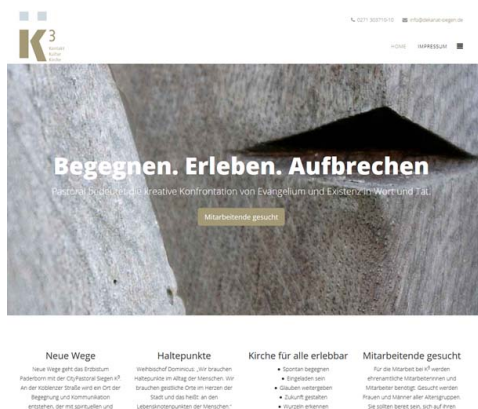 K3
Kontakt
Kultur
Kirche
0271 303710-10 info@dekanat-siegen.de
HOME IMPRESSUM
Begegnen. Erleben. Aufbrechen
Pastoral bedeutet die kreative Konfrontation von Evangelium und Existenz in Wort und Tat.
Mitarbeitende gesucht
Neue Wege
Neue Wege geht das Erzbistum
Paderborn mit der CityPastoral Siegen K³.
An der Koblenzer Straße wird ein Ort der
Begegnung und Kommunikation
entstehen, der mit spirituellen und
Haltepunkte
Weihbischof Dominicus: „Wir brauchen
Haltepunkte im Alltag der Menschen. Wir
brauchen geistliche Orte im Herzen der
Stadt und das heißt: an den
Lebensknotenpunkten der Menschen."
Kirche für alle erlebbar
• Spontan begegnen
• Eingeladen sein
• Glauben weitergeben
• Zukunft gestalten
• Wurzeln erkennen
Mitarbeitende gesucht
Für die Mitarbeit bei K³ werden
ehrenamtliche Mitarbeiterinnen und
Mitarbeiter benötigt. Gesucht werden
Frauen und Männer aller Altersgruppen.
Sie sollten bereit sein, sich auf einen